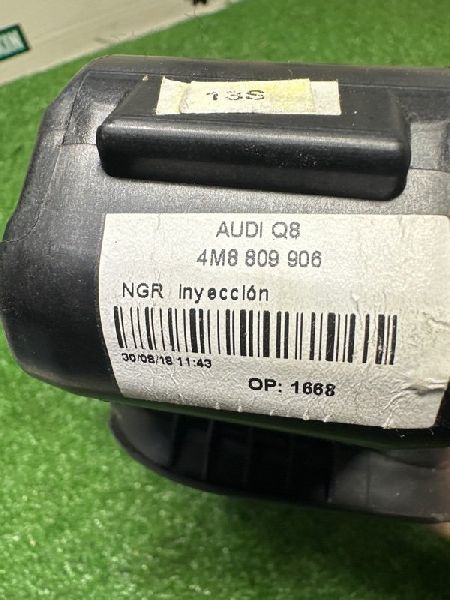 13S
AUDI Q8
4M8 809 906
NGR Inyección
30/08/18 11:43
OP: 1668